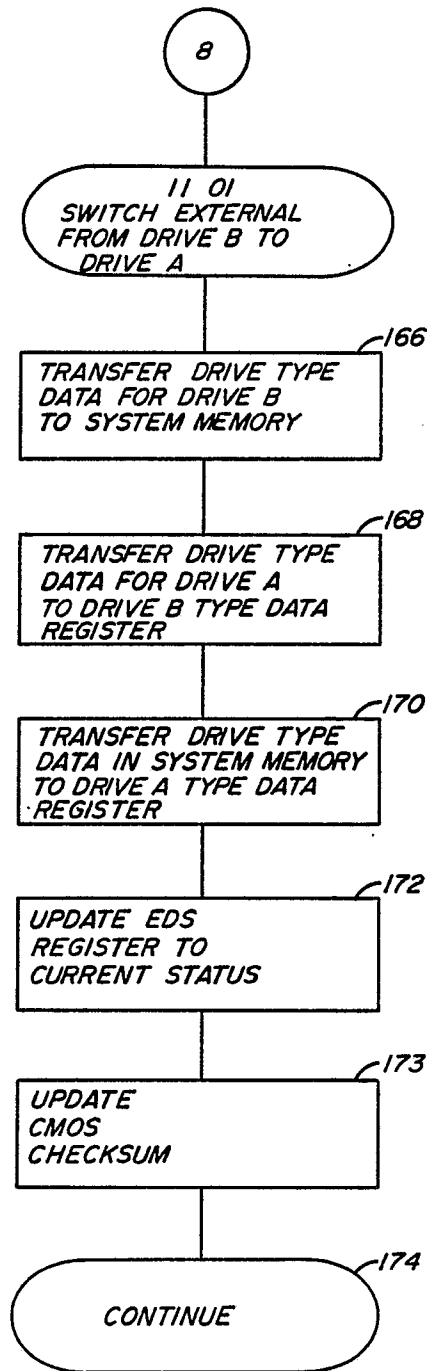 8
11 01
SWITCH EXTERNAL
FROM DRIVE B TO
DRIVE A
166
TRANSFER DRIVE TYPE
DATA FOR DRIVE B
TO SYSTEM MEMORY
168
TRANSFER DRIVE TYPE
DATA FOR DRIVE A
TO DRIVE B TYPE DATA
REGISTER
170
TRANSFER DRIVE TYPE
DATA IN SYSTEM MEMORY
TO DRIVE A TYPE DATA
REGISTER
172
UPDATE EDS
REGISTER TO
CURRENT STATUS
173
UPDATE
CMOS
CHECKSUM
174
CONTINUE